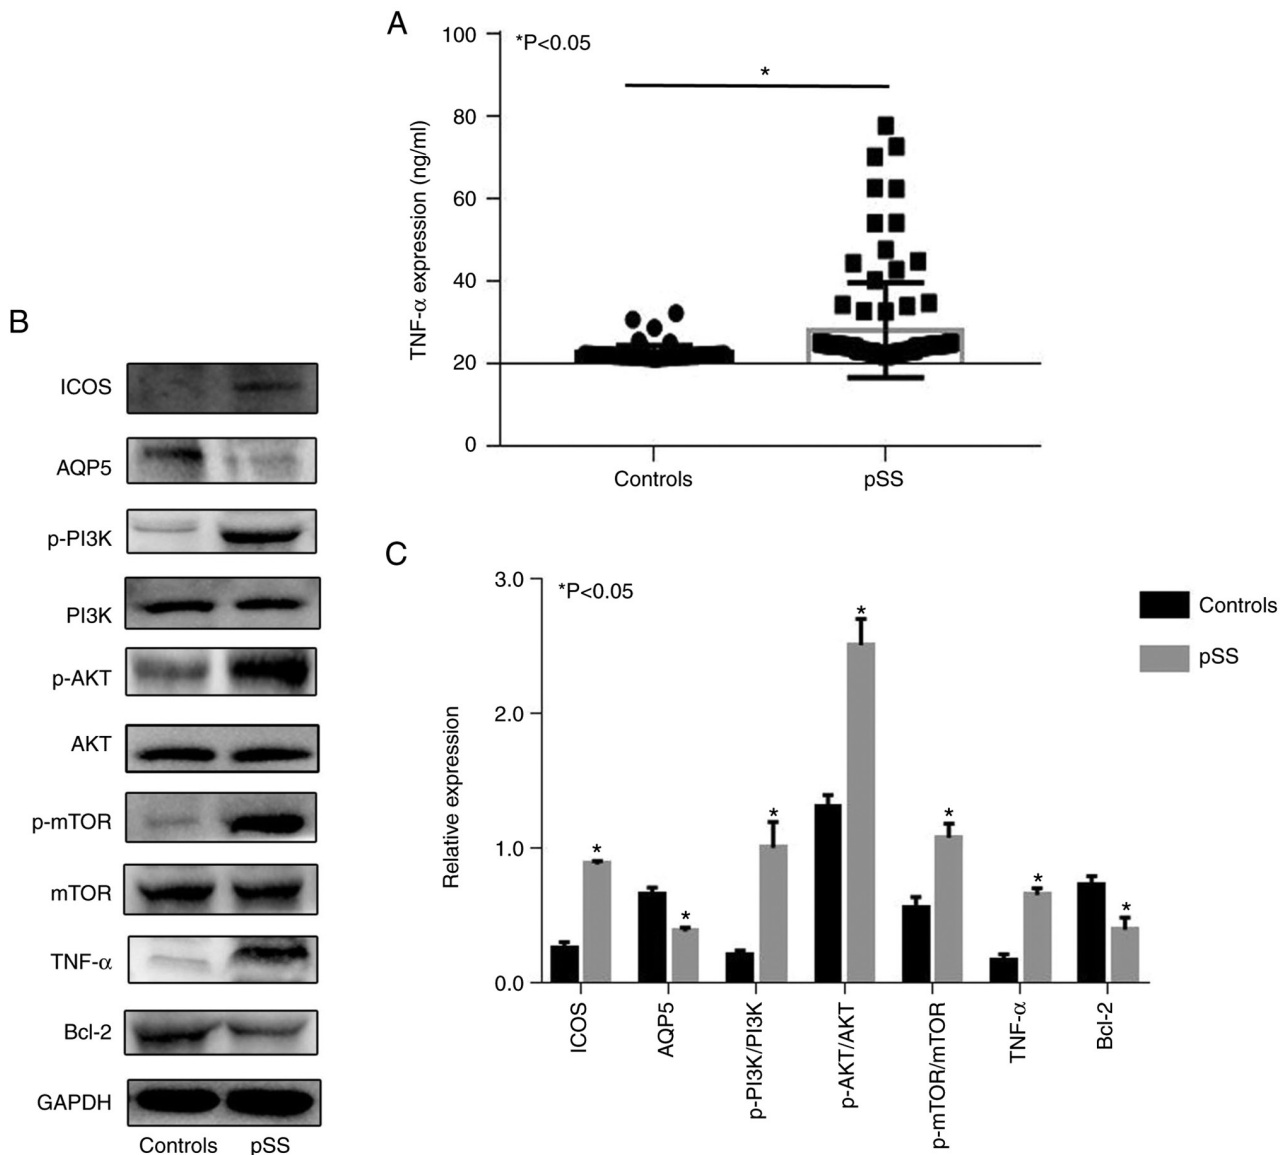 A
100
80
60
40
20
0
TNF-α expression (ng/ml)
*P<0.05
*
Controls
pSS
B
ICOS
AQP5
p-PI3K
PI3K
p-AKT
AKT
p-mTOR
mTOR
TNF-α
Bcl-2
GAPDH
Controls pSS
C
3.0
2.0
1.0
0.0
Relative expression
*P<0.05
*
*
*
*
*
*
*
ICOS
AQP5
p-PI3K/PI3K
p-AKT/AKT
p-mTOR/mTOR
TNF-α
Bcl-2
Controls
pSS